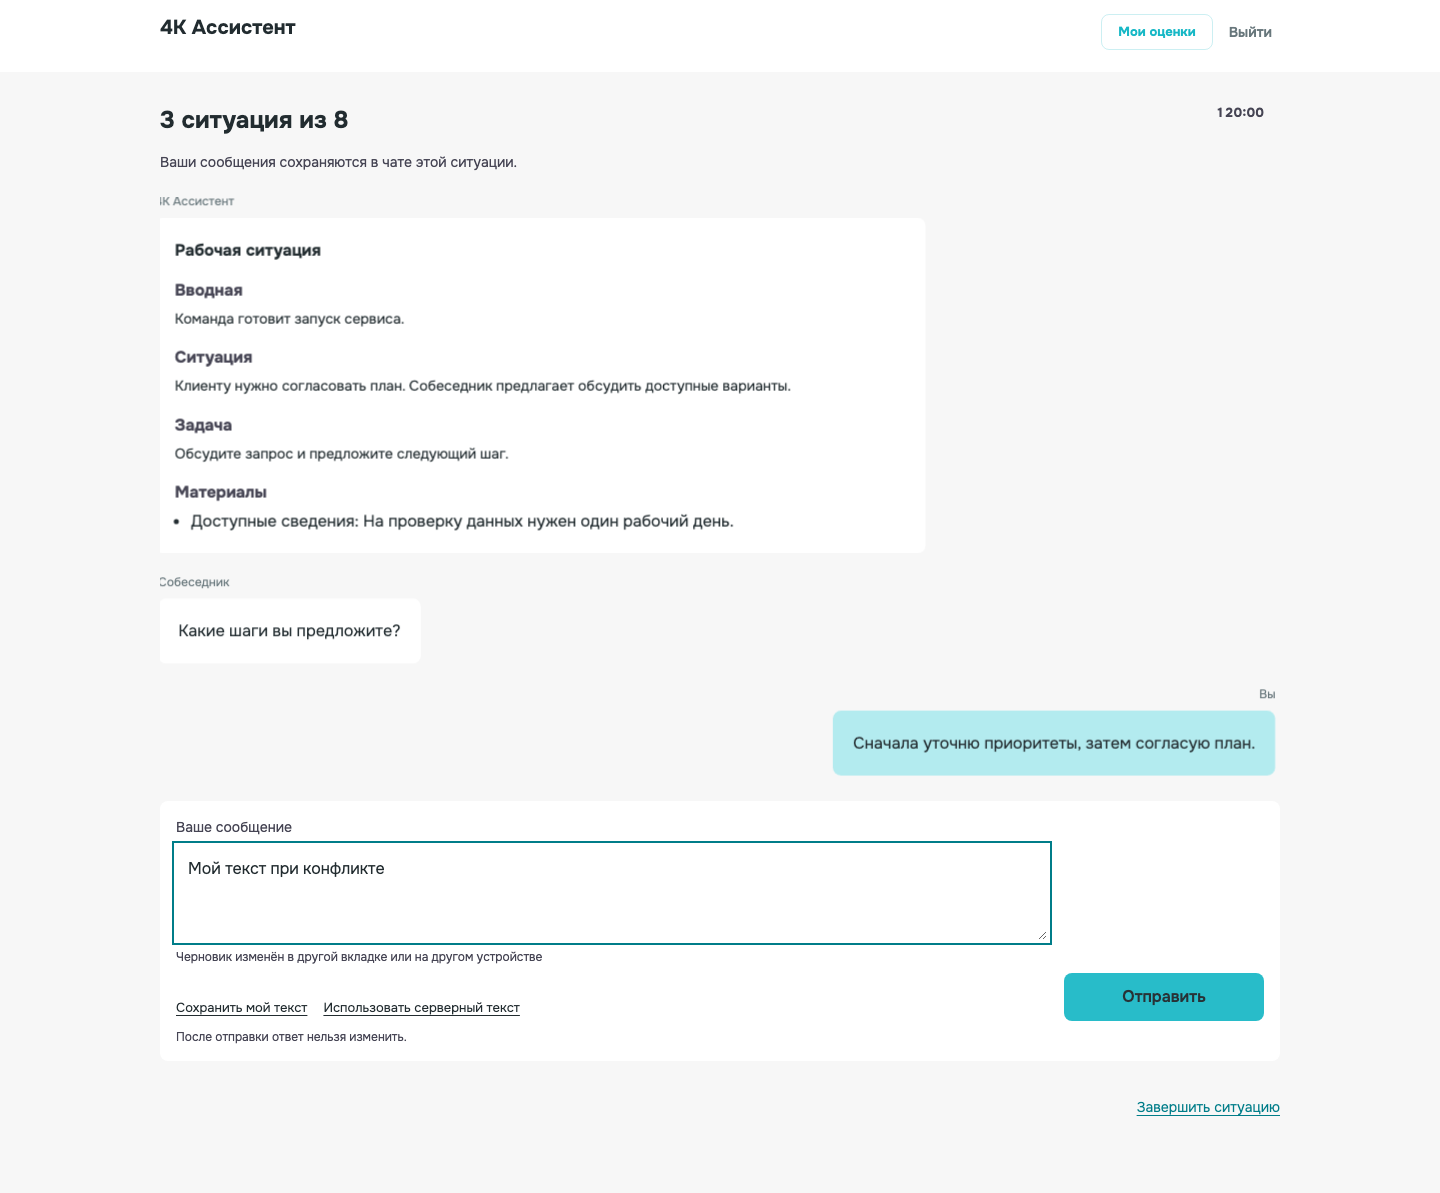 4К Ассистент
Мои оценки
Выйти
3 ситуация из 8
1 20:00
Ваши сообщения сохраняются в чате этой ситуации.
4К Ассистент
Рабочая ситуация
Вводная
Команда готовит запуск сервиса.
Ситуация
Клиенту нужно согласовать план. Собеседник предлагает обсудить доступные варианты.
Задача
Обсудите запрос и предложите следующий шаг.
Материалы
• Доступные сведения: На проверку данных нужен один рабочий день.
Собеседник
Какие шаги вы предложите?
Вы
Сначала уточню приоритеты, затем согласую план.
Ваше сообщение
Мой текст при конфликте
Черновик изменён в другой вкладке или на другом устройстве
Сохранить мой текст
Использовать серверный текст
Отправить
После отправки ответ нельзя изменить.
Завершить ситуацию